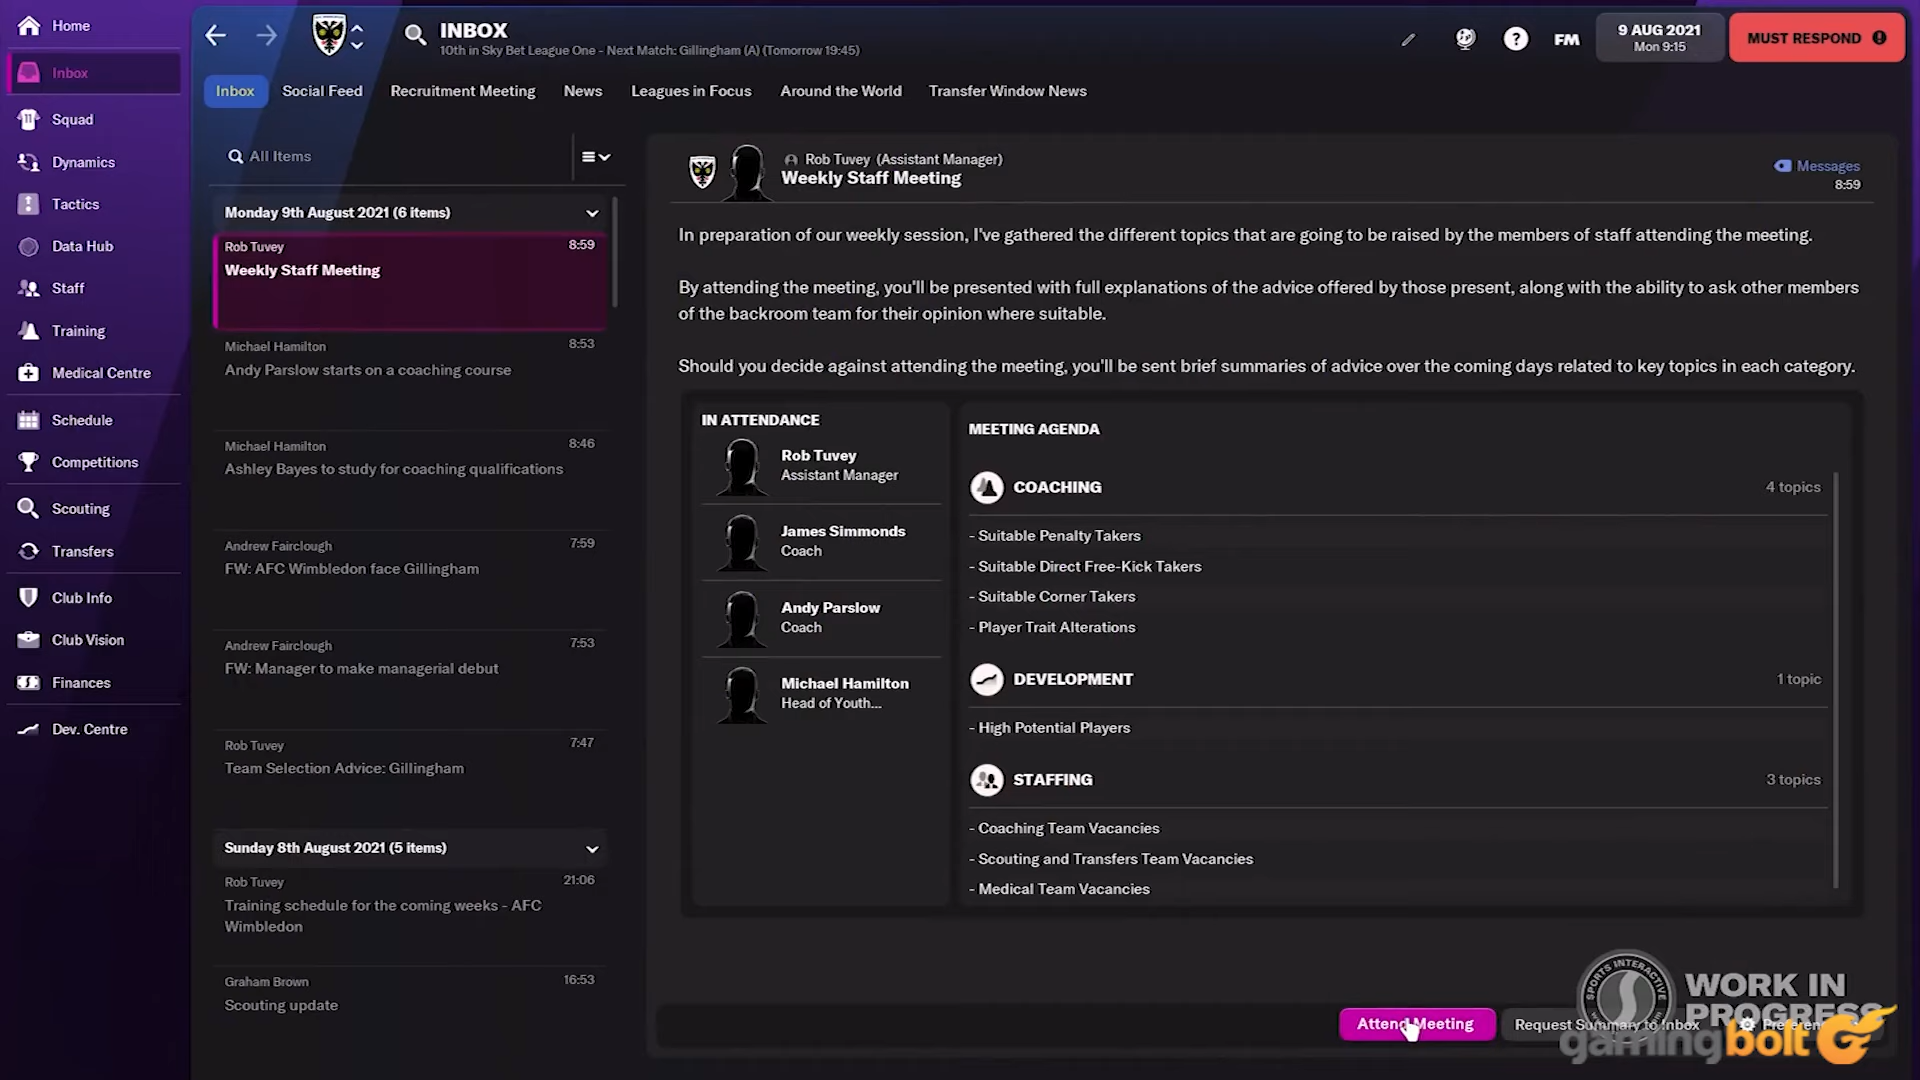 Home
Inbox
Squad
Dynamics
Tactics
Data Hub
Staff
Training
Medical Centre
Schedule
Competitions
Scouting
Transfers
Club Info
Club Vision
Finances
Dev. Centre
INBOX
10th in Sky Bet League One - Next Match: Gillingham (A) (Tomorrow 19:45)
FM
9 AUG 2021
Mon 9:15
MUST RESPOND
Inbox Social Feed Recruitment Meeting News Leagues in Focus Around the World Transfer Window News
All Items
Monday 9th August 2021 (6 items)
Rob Tuvey 8:59
Weekly Staff Meeting
Michael Hamilton 8:53
Andy Parslow starts on a coaching course
Michael Hamilton 8:46
Ashley Bayes to study for coaching qualifications
Andrew Fairclough 7:59
FW: AFC Wimbledon face Gillingham
Andrew Fairclough 7:53
FW: Manager to make managerial debut
Rob Tuvey 7:47
Team Selection Advice: Gillingham
Sunday 8th August 2021 (5 items)
Rob Tuvey 21:06
Training schedule for the coming weeks - AFC
Wimbledon
Graham Brown 16:53
Scouting update
Rob Tuvey (Assistant Manager)
Weekly Staff Meeting
Messages
8:59
In preparation of our weekly session, I've gathered the different topics that are going to be raised by the members of staff attending the meeting.
By attending the meeting, you'll be presented with full explanations of the advice offered by those present, along with the ability to ask other members
of the backroom team for their opinion where suitable.
Should you decide against attending the meeting, you'll be sent brief summaries of advice over the coming days related to key topics in each category.
IN ATTENDANCE
Rob Tuvey
Assistant Manager
James Simmonds
Coach
Andy Parslow
Coach
Michael Hamilton
Head of Youth...
MEETING AGENDA
COACHING 4 topics
- Suitable Penalty Takers
- Suitable Direct Free-Kick Takers
- Suitable Corner Takers
- Player Trait Alterations
DEVELOPMENT 1 topic
- High Potential Players
STAFFING 3 topics
- Coaching Team Vacancies
- Scouting and Transfers Team Vacancies
- Medical Team Vacancies
Attend Meeting
Request Summary to Inbox
SPORTS INTERACTIVE
WORK IN
PROGRESS
gamingbolt